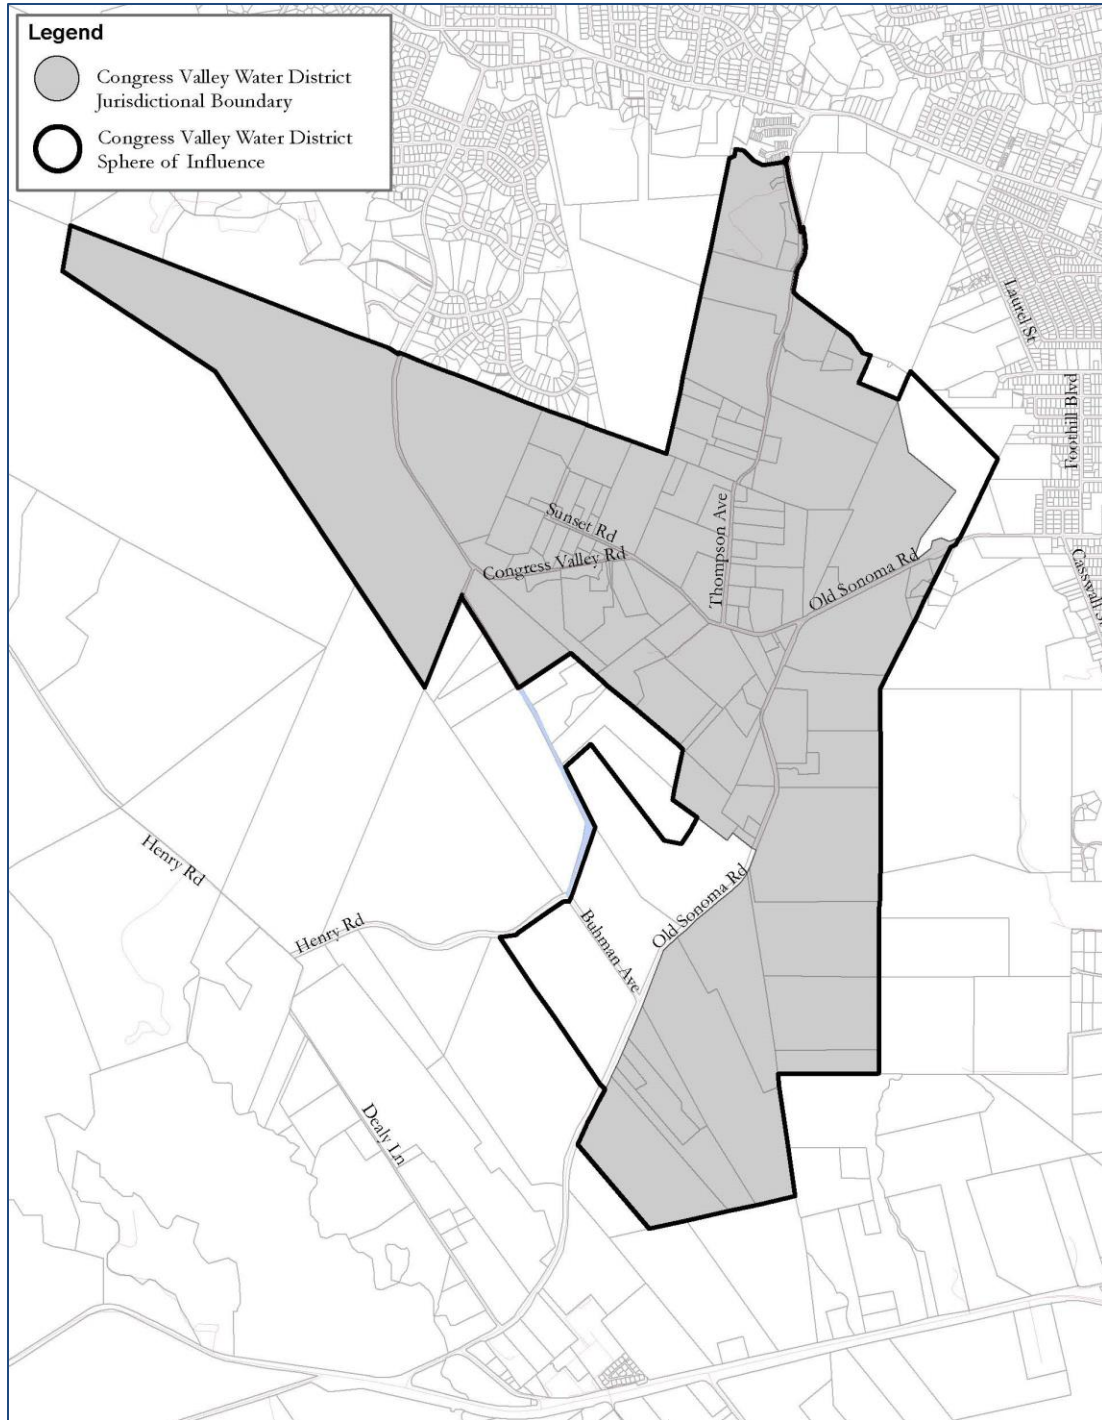 Legend
Congress Valley Water District
Jurisdictional Boundary
Congress Valley Water District
Sphere of Influence
Laurel St
Foothill Blvd
Sunset Rd
Thompson Ave
Congress Valley Rd
Old Sonoma Rd
Casswall St
Henry Rd
Henry Rd
Buhman Ave
Old Sonoma Rd
Dealy Ln